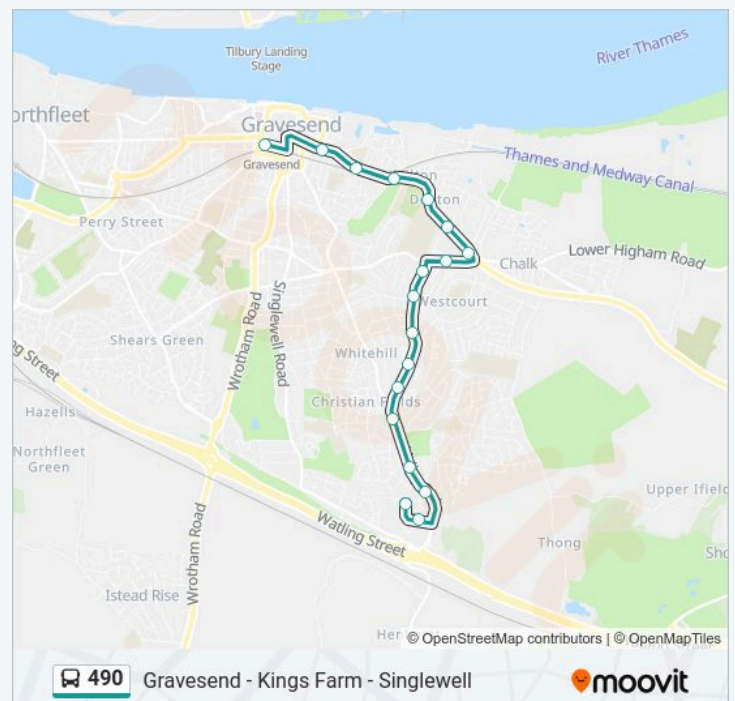 Tilbury Landing
Stage
River Thames
orthfleet
Gravesend
Gravesend
Thames and Medway Canal
Perry Street
Lower Higham Road
Chalk
Westcourt
Singlewell Road
Wrotham Road
Shears Green
Whitehill
ng Street
Christian Fields
Hazells
Northfleet
Green
Upper Ifield
Watling Street
Thong
Wrotham Road
Istead Rise
© OpenStreetMap contributors | © OpenMapTiles
490
Gravesend - Kings Farm - Singlewell
moovit